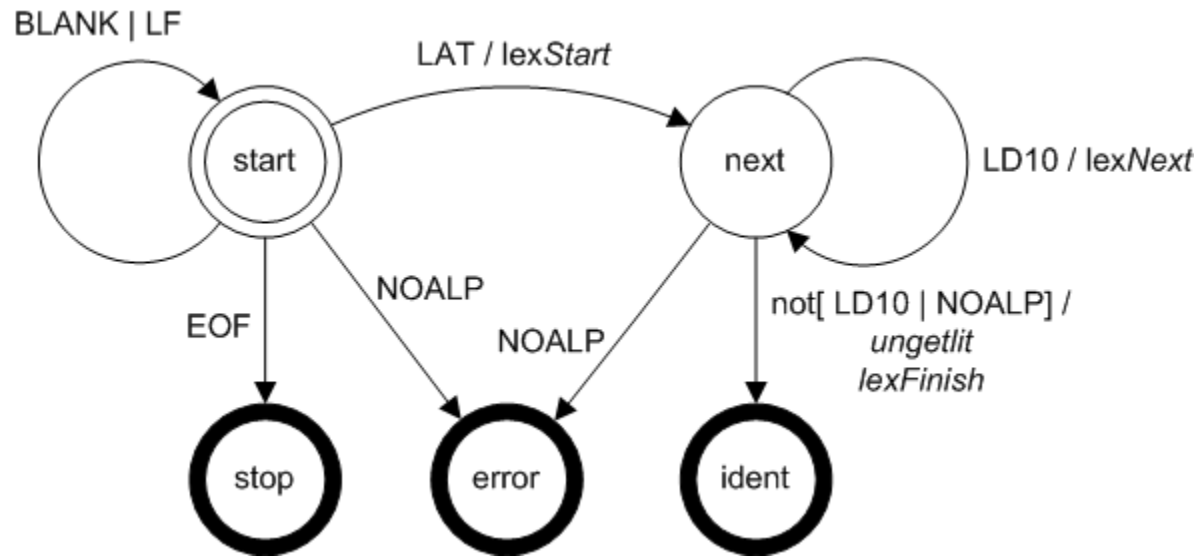 BLANK | LF
LAT / lexStart
start
next
LD10 / lexNext
NOALP
EOF
NOALP
not[ LD10 | NOALP] /
ungetlit
lexFinish
stop
error
ident